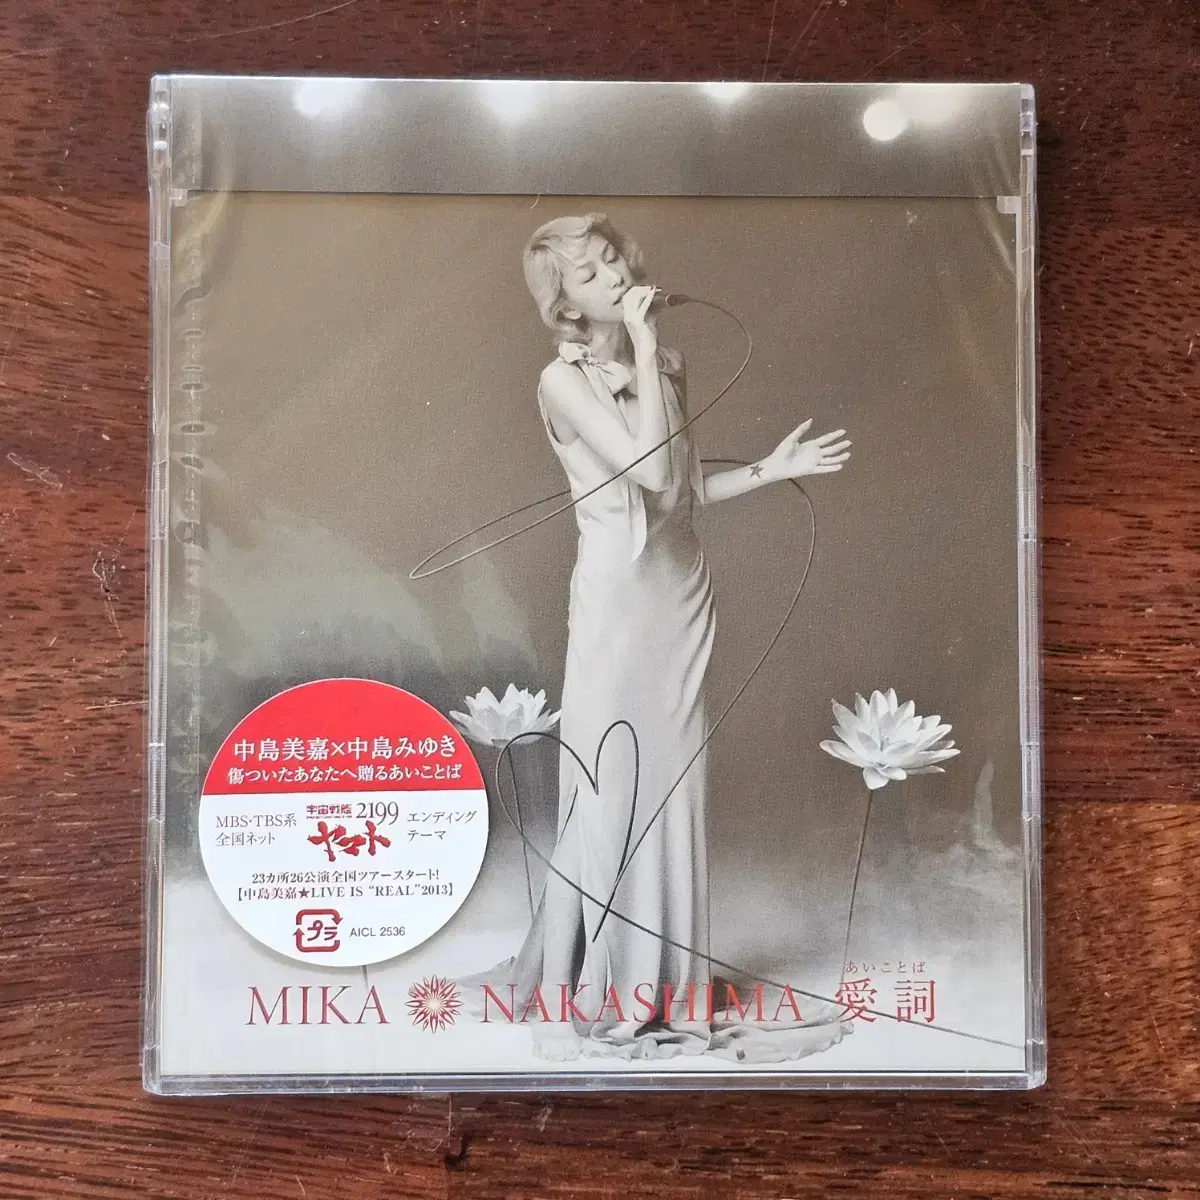 中島美嘉×中島みゆき
傷ついたあなたへ贈るあいことば
MBS·TBS系
全国ネット
宇宙戦艦
ヤマト
2199
エンディング
テーマ
23カ所26公演全国ツアースタート!
【中島美嘉★LIVE IS “REAL”2013】
プラ
AICL 2536
MIKA NAKASHIMA
あいことば
愛詞